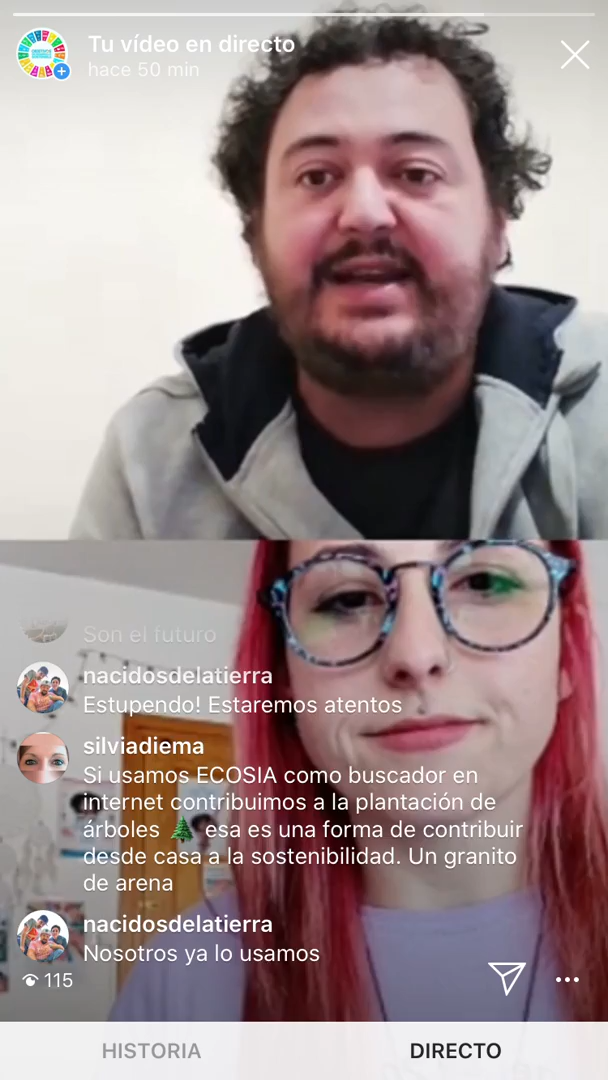 Tu vídeo en directo
hace 50 min
Son el futuro
nacidosdelatierra
Estupendo! Estaremos atentos
silviadiema
Si usamos ECOSIA como buscador en
internet contribuimos a la plantación de
árboles 🌲 esa es una forma de contribuir
desde casa a la sostenibilidad. Un granito
de arena
nacidosdelatierra
Nosotros ya lo usamos
115
HISTORIA
DIRECTO